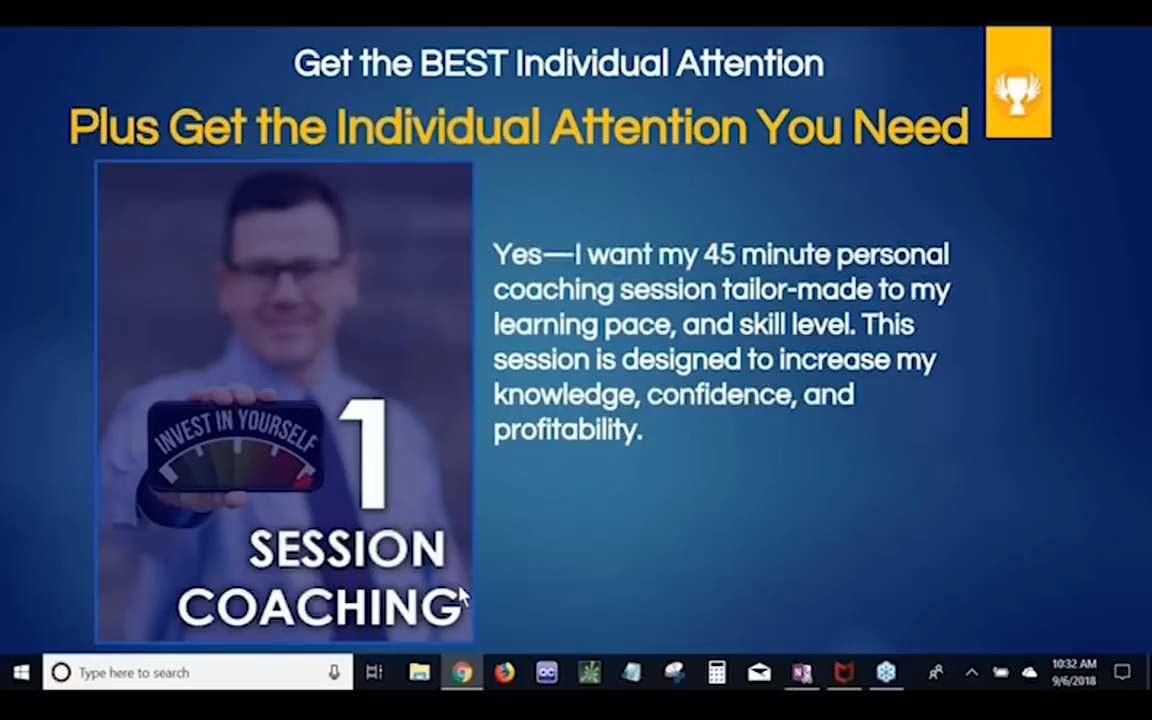 Get the BEST Individual Attention
Plus Get the Individual Attention You Need
Yes—I want my 45 minute personal
coaching session tailor-made to my
learning pace, and skill level. This
session is designed to increase my
knowledge, confidence, and
profitability.
INVEST IN YOURSELF
1
SESSION
COACHING
Type here to search
10:32 AM
9/6/2018